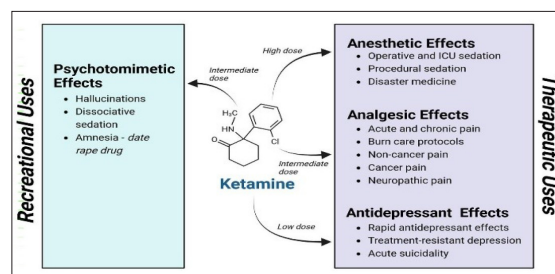 Recreational Uses
Psychotomimetic
Effects
• Hallucinations
• Dissociative
sedation
• Amnesia - date
rape drug
Intermediate
dose
High dose
H₃C
NH
O
Cl
Ketamine
Intermediate
dose
Low dose
Anesthetic Effects
• Operative and ICU sedation
• Procedural sedation
• Disaster medicine
Analgesic Effects
• Acute and chronic pain
• Burn care protocols
• Non-cancer pain
• Cancer pain
• Neuropathic pain
Antidepressant Effects
• Rapid antidepressant effects
• Treatment-resistant depression
• Acute suicidality
Therapeutic Uses